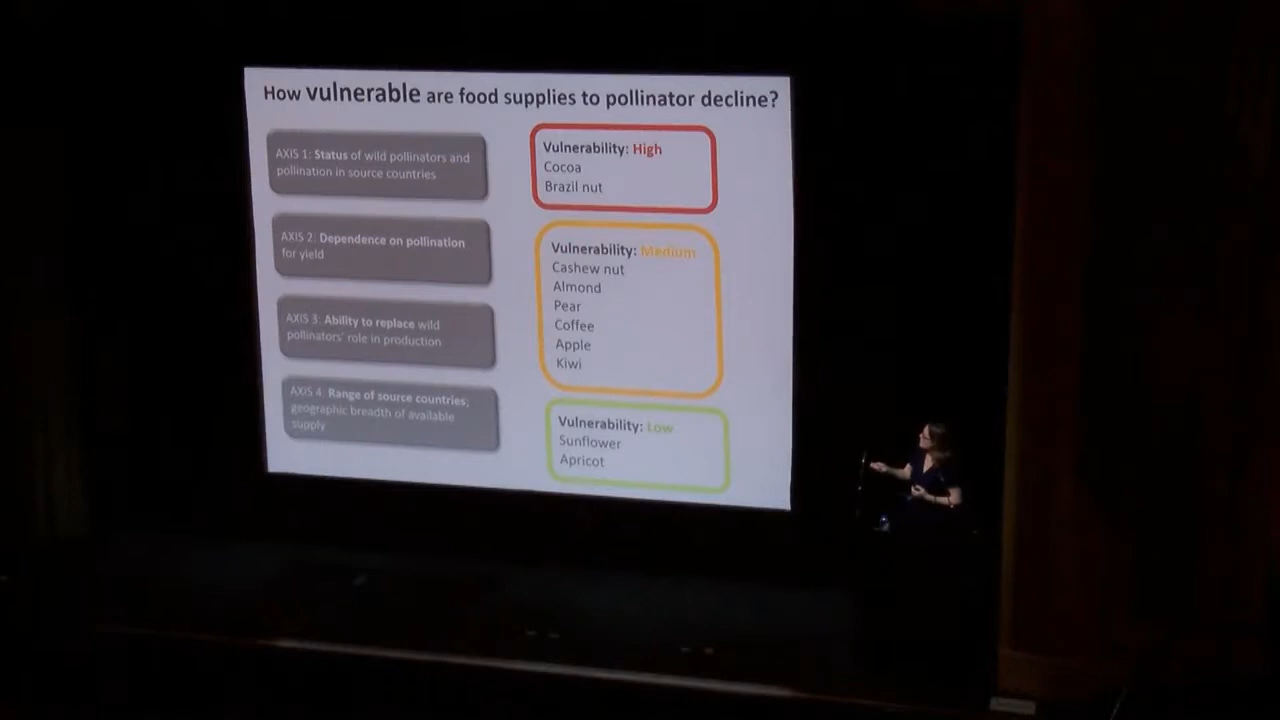 How vulnerable are food supplies to pollinator decline?
AXIS 1: Status of wild pollinators and
pollination in source countries
AXIS 2: Dependence on pollination
for yield
AXIS 3: Ability to replace wild
pollinators' role in production
AXIS 4: Range of source countries;
geographic breadth of available
supply
Vulnerability: High
Cocoa
Brazil nut
Vulnerability: Medium
Cashew nut
Almond
Pear
Coffee
Apple
Kiwi
Vulnerability: Low
Sunflower
Apricot